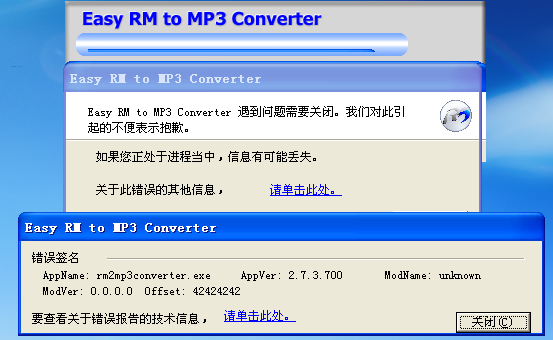 Easy RM to MP3 Converter
Easy RM to MP3 Converter
Easy RM to MP3 Converter 遇到问题需要关闭。我们对此引
起的不便表示抱歉。
如果您正处于进程当中，信息有可能丢失。
关于此错误的其他信息， 请单击此处。
Easy RM to MP3 Converter
错误签名
AppName: rm2mp3converter.exe AppVer: 2.7.3.700 ModName: unknown
ModVer: 0.0.0.0 Offset: 42424242
要查看关于错误报告的技术信息， 请单击此处。
关闭(C)